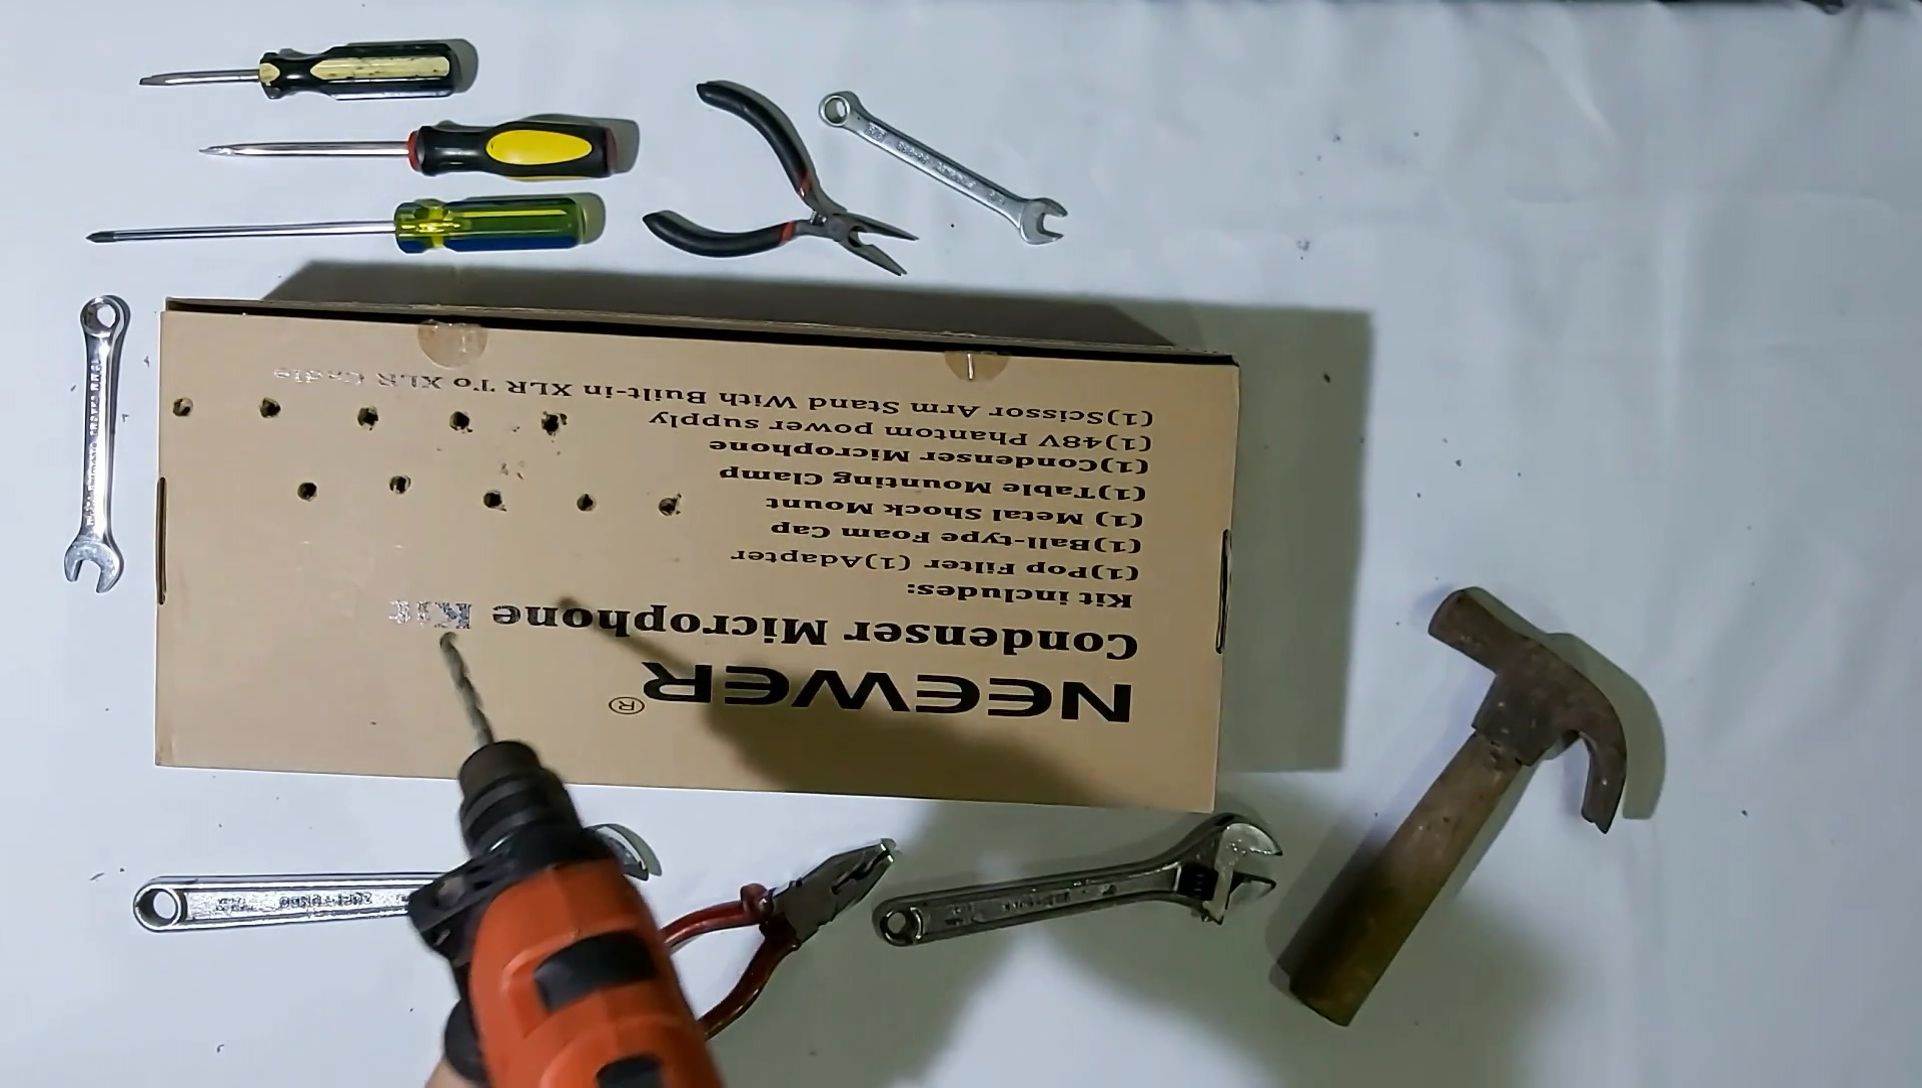 NEEWER®
Condenser Microphone Kit
Kit includes:
(1)Pop Filter (1)Adapter
(1)Ball-type Foam Cap
(1) Metal Shock Mount
(1)Table Mounting Clamp
(1)Condenser Microphone
(1)48V Phantom power supply
(1)Scissor Arm Stand With Built-in XLR To XLR Cable